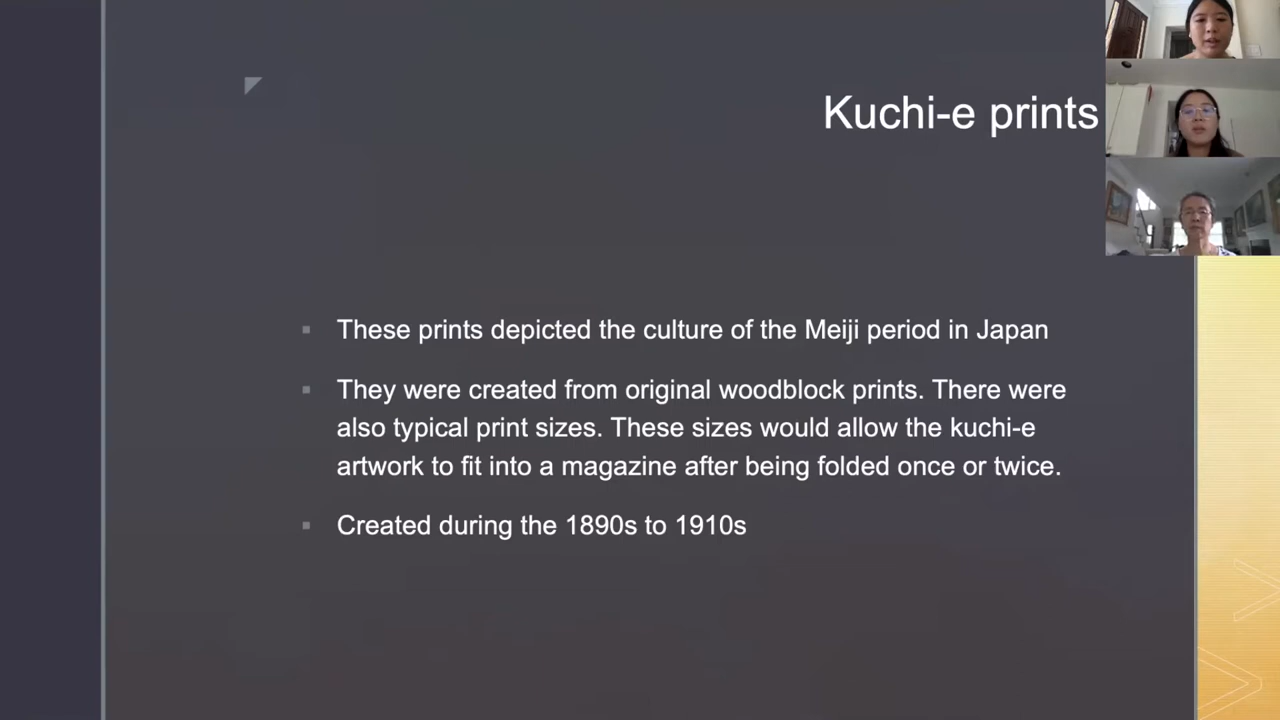 Kuchi-e prints
These prints depicted the culture of the Meiji period in Japan
They were created from original woodblock prints. There were
also typical print sizes. These sizes would allow the kuchi-e
artwork to fit into a magazine after being folded once or twice.
Created during the 1890s to 1910s